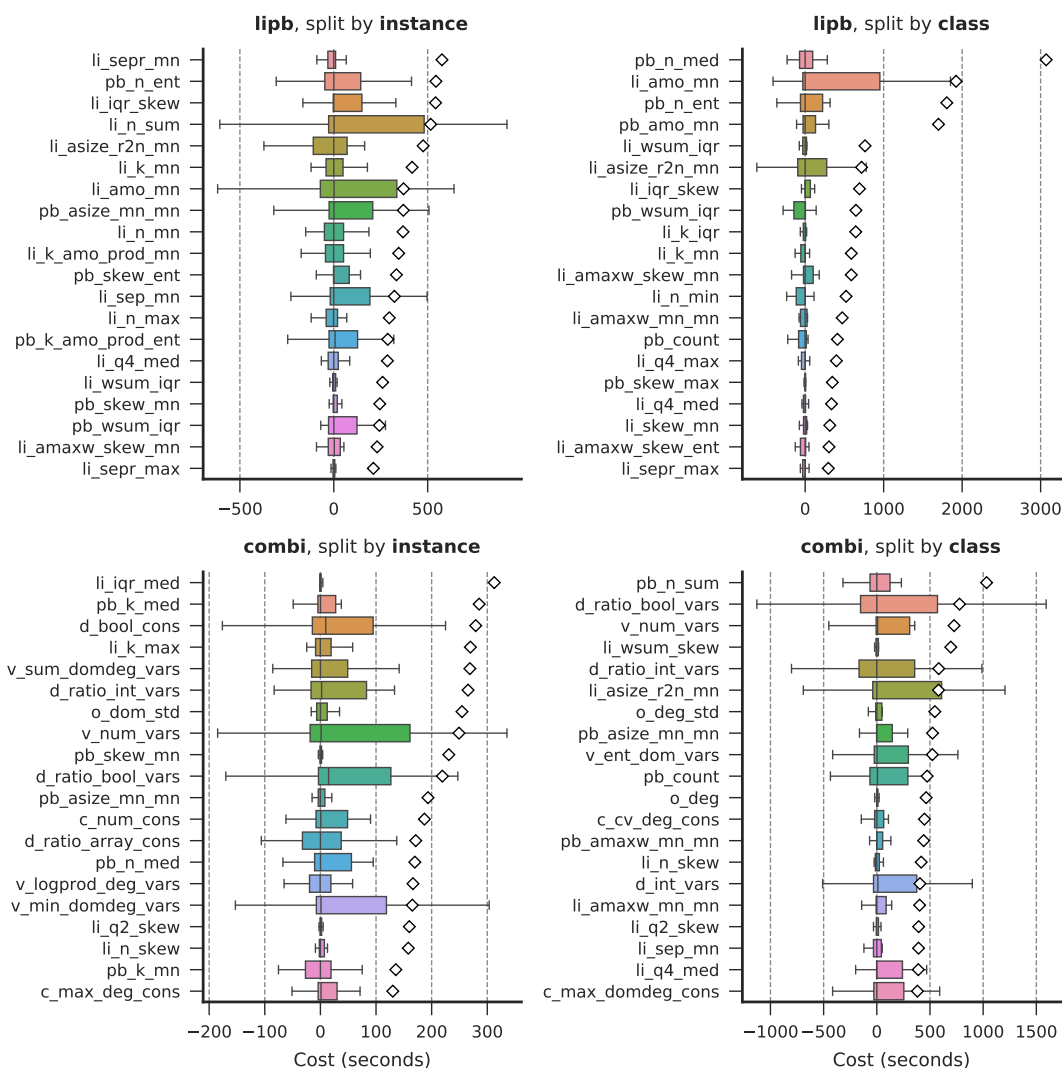 lipb, split by instance
li_sepr_mn
pb_n_ent
li_iqr_skew
li_n_sum
li_asize_r2n_mn
li_k_mn
li_amo_mn
pb_asize_mn_mn
li_n_mn
li_k_amo_prod_mn
pb_skew_ent
li_sep_mn
li_n_max
pb_k_amo_prod_ent
li_q4_med
li_wsum_iqr
pb_skew_mn
pb_wsum_iqr
li_amaxw_skew_mn
li_sepr_max
−500 0 500
lipb, split by class
pb_n_med
li_amo_mn
pb_n_ent
pb_amo_mn
li_wsum_iqr
li_asize_r2n_mn
li_iqr_skew
pb_wsum_iqr
li_k_iqr
li_k_mn
li_amaxw_skew_mn
li_n_min
li_amaxw_mn_mn
pb_count
li_q4_max
pb_skew_max
li_q4_med
li_skew_mn
li_amaxw_skew_ent
li_sepr_max
0 1000 2000 3000
combi, split by instance
li_iqr_med
pb_k_med
d_bool_cons
li_k_max
v_sum_domdeg_vars
d_ratio_int_vars
o_dom_std
v_num_vars
pb_skew_mn
d_ratio_bool_vars
pb_asize_mn_mn
c_num_cons
d_ratio_array_cons
pb_n_med
v_logprod_deg_vars
v_min_domdeg_vars
li_q2_skew
li_n_skew
pb_k_mn
c_max_deg_cons
−200 −100 0 100 200 300
Cost (seconds)
combi, split by class
pb_n_sum
d_ratio_bool_vars
v_num_vars
li_wsum_skew
d_ratio_int_vars
li_asize_r2n_mn
o_deg_std
pb_asize_mn_mn
v_ent_dom_vars
pb_count
o_deg
c_cv_deg_cons
pb_amaxw_mn_mn
li_n_skew
d_int_vars
li_amaxw_mn_mn
li_q2_skew
li_sep_mn
li_q4_med
c_max_domdeg_cons
−1000 −500 0 500 1000 1500
Cost (seconds)